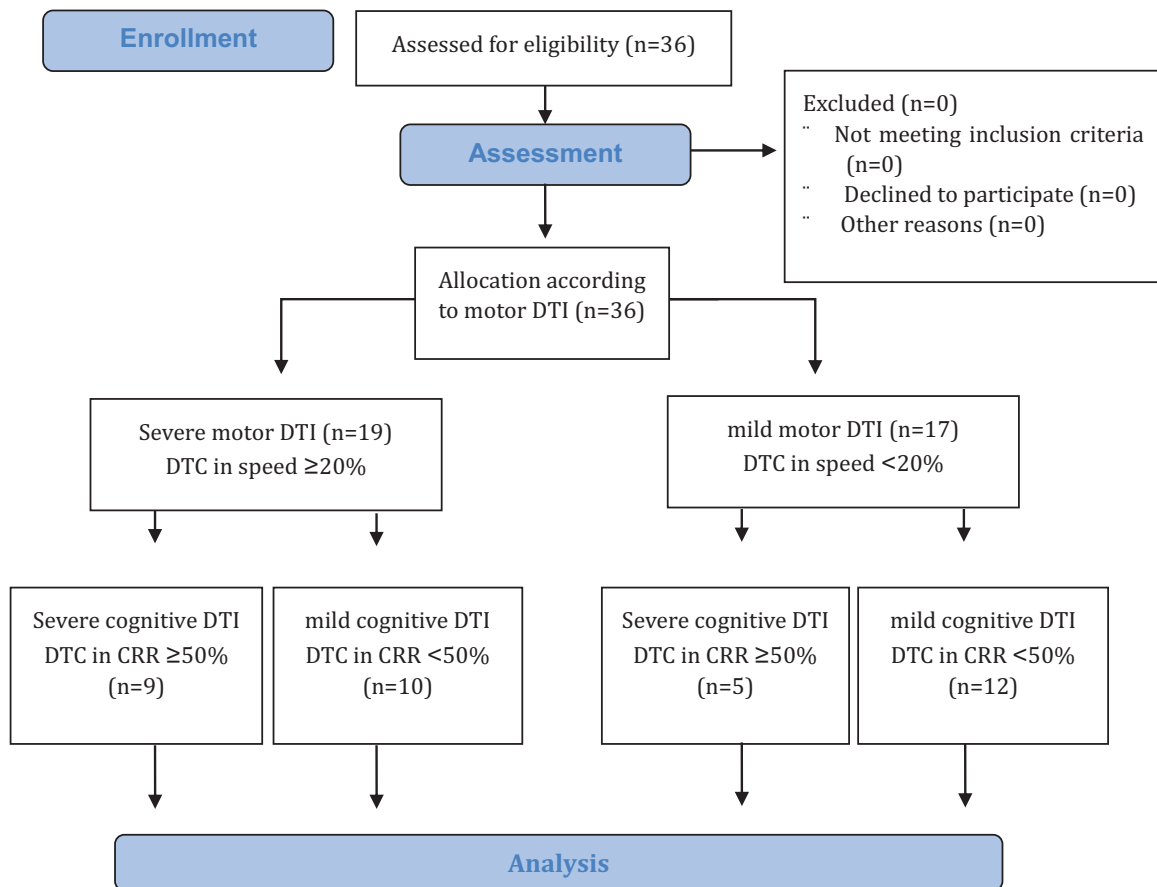 Enrollment
Assessed for eligibility (n=36)
Excluded (n=0)
¨ Not meeting inclusion criteria
(n=0)
¨ Declined to participate (n=0)
¨ Other reasons (n=0)
Assessment
Allocation according
to motor DTI (n=36)
Severe motor DTI (n=19)
DTC in speed ≥20%
mild motor DTI (n=17)
DTC in speed <20%
Severe cognitive DTI
DTC in CRR ≥50%
(n=9)
mild cognitive DTI
DTC in CRR <50%
(n=10)
Severe cognitive DTI
DTC in CRR ≥50%
(n=5)
mild cognitive DTI
DTC in CRR <50%
(n=12)
Analysis